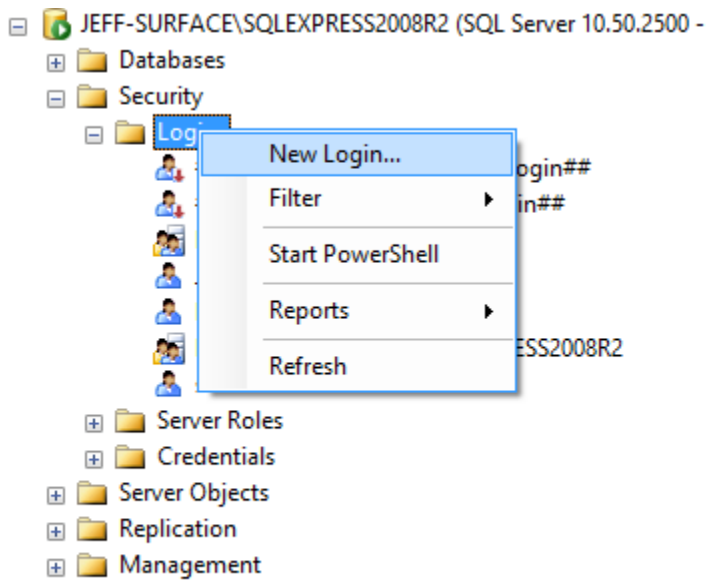 JEFF-SURFACE\SQLEXPRESS2008R2 (SQL Server 10.50.2500 -
Databases
Security
New Login...
ogin##
Filter
in##
Start PowerShell
Reports
ESS2008R2
Refresh
Server Roles
Credentials
Server Objects
Replication
Management